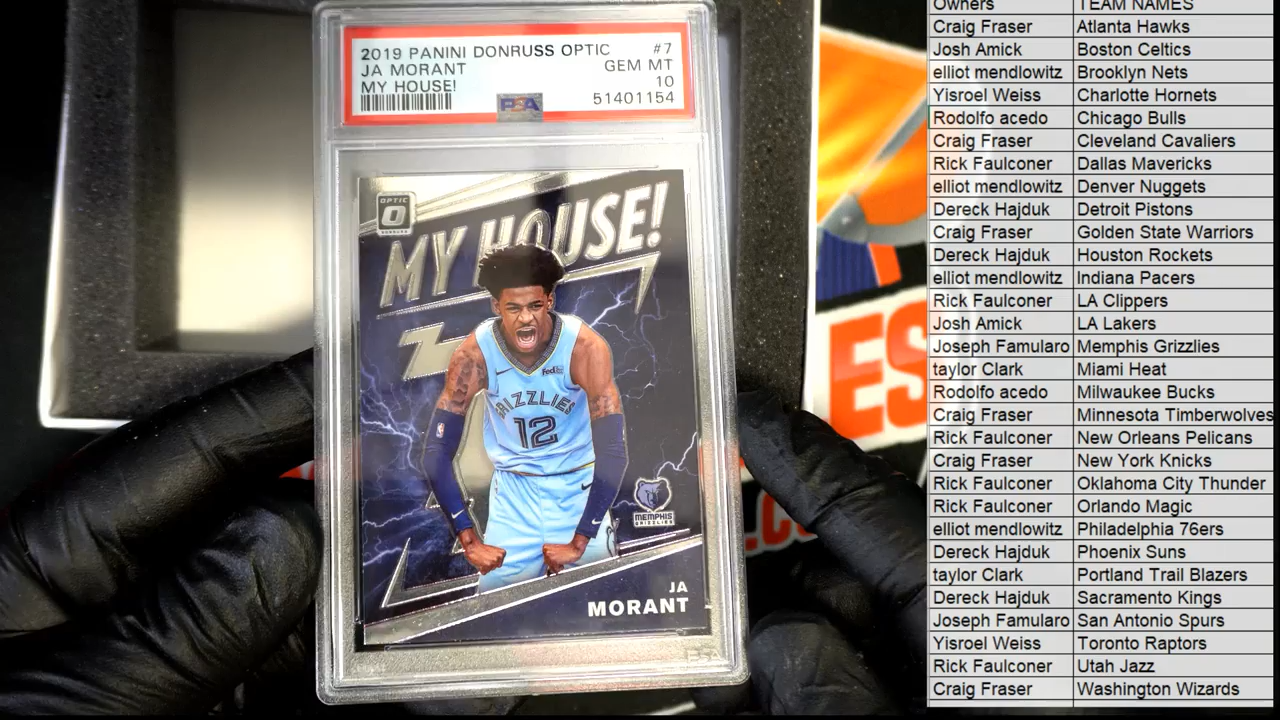 2019 PANINI DONRUSS OPTIC #7
JA MORANT GEM MT
MY HOUSE! 10
PSA 51401154
OPTIC
DONRUSS
MY HOUSE!
FedEx
GRIZZLIES
12
MEMPHIS
GRIZZLIES
JA
MORANT
ES
.CO
Owners TEAM NAMES
Craig Fraser Atlanta Hawks
Josh Amick Boston Celtics
elliot mendlowitz Brooklyn Nets
Yisroel Weiss Charlotte Hornets
Rodolfo acedo Chicago Bulls
Craig Fraser Cleveland Cavaliers
Rick Faulconer Dallas Mavericks
elliot mendlowitz Denver Nuggets
Dereck Hajduk Detroit Pistons
Craig Fraser Golden State Warriors
Dereck Hajduk Houston Rockets
elliot mendlowitz Indiana Pacers
Rick Faulconer LA Clippers
Josh Amick LA Lakers
Joseph Famularo Memphis Grizzlies
taylor Clark Miami Heat
Rodolfo acedo Milwaukee Bucks
Craig Fraser Minnesota Timberwolves
Rick Faulconer New Orleans Pelicans
Craig Fraser New York Knicks
Rick Faulconer Oklahoma City Thunder
Rick Faulconer Orlando Magic
elliot mendlowitz Philadelphia 76ers
Dereck Hajduk Phoenix Suns
taylor Clark Portland Trail Blazers
Dereck Hajduk Sacramento Kings
Joseph Famularo San Antonio Spurs
Yisroel Weiss Toronto Raptors
Rick Faulconer Utah Jazz
Craig Fraser Washington Wizards